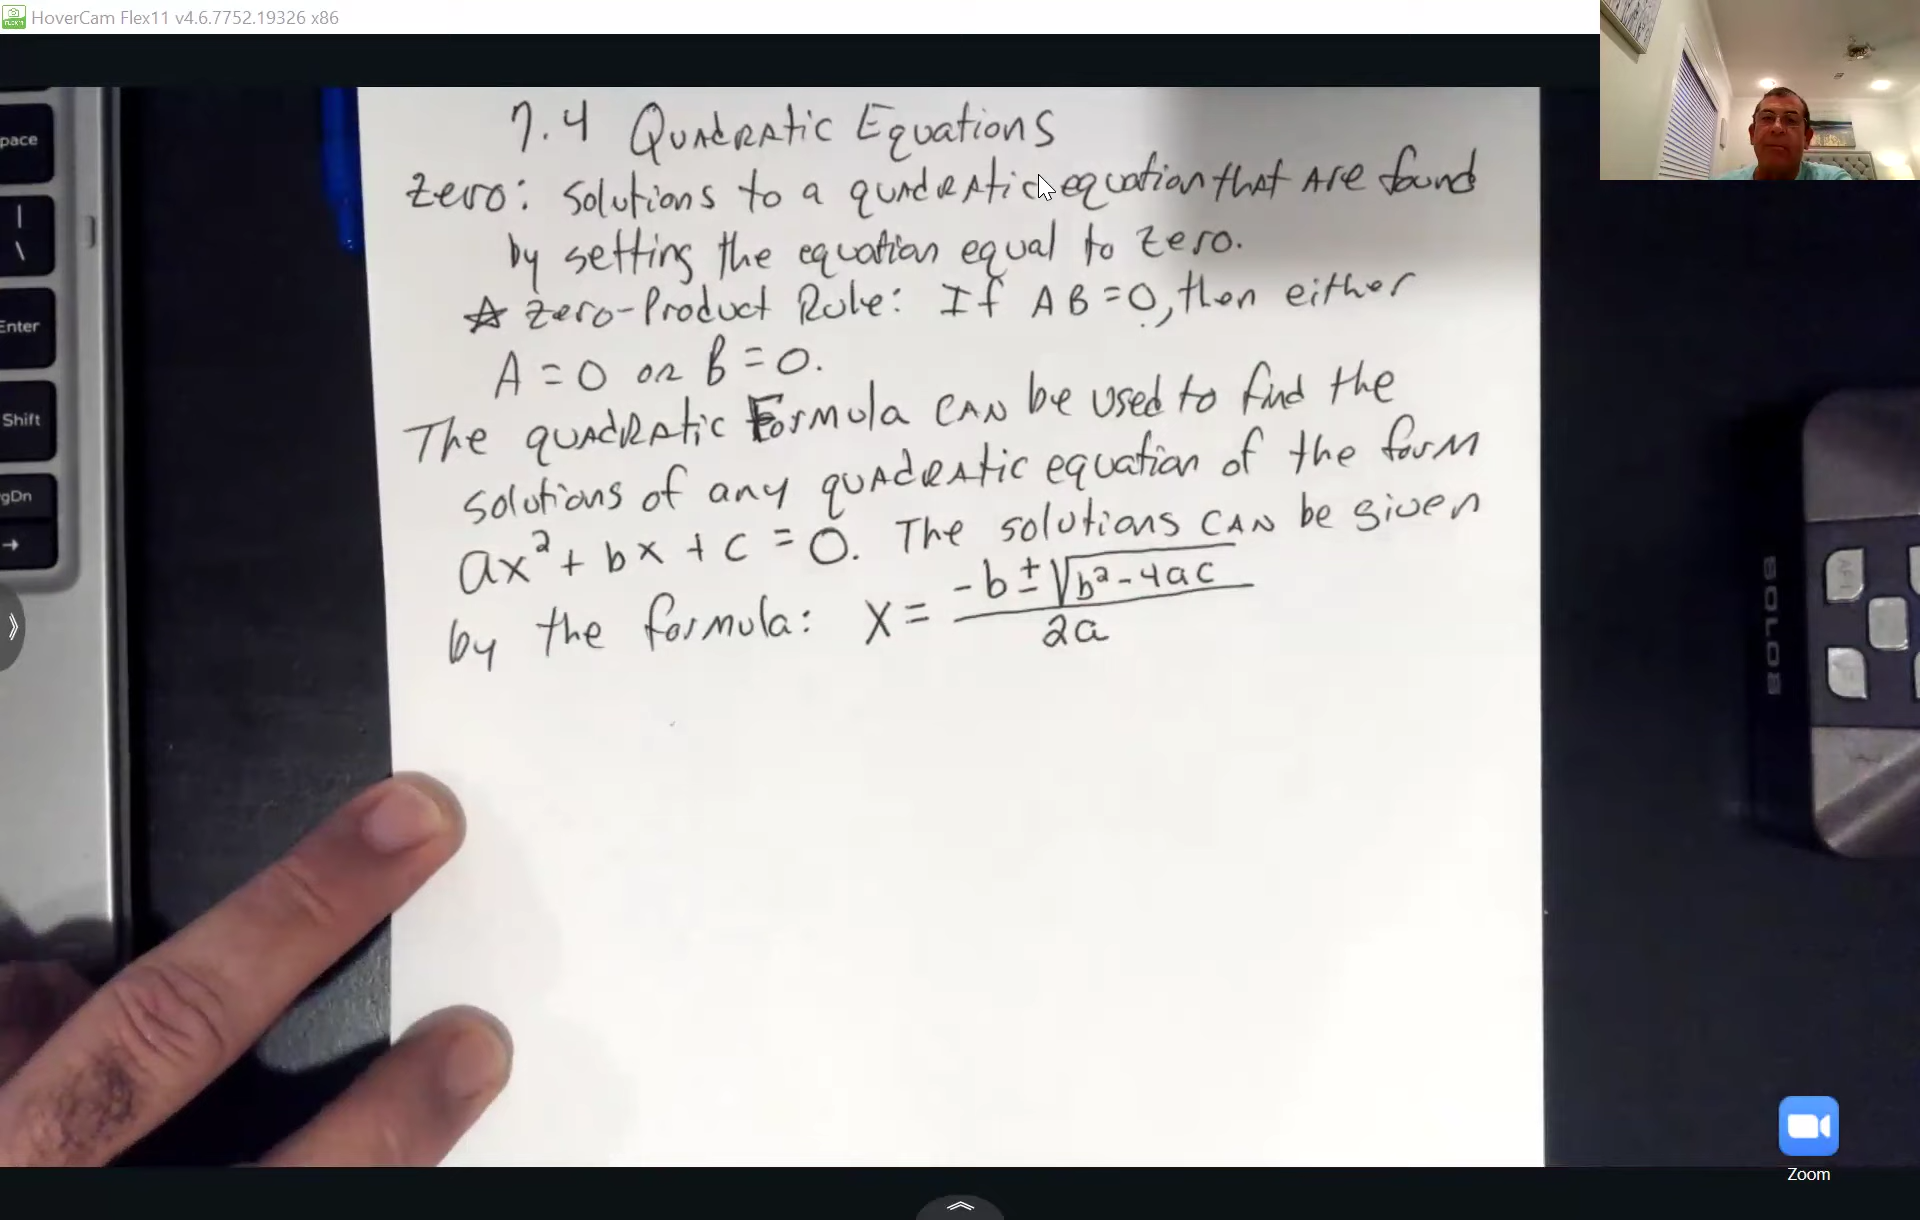 HoverCam Flex11 v4.6.7752.19326 x86
7.4 Quadratic Equations
Zero: solutions to a quadratic equation that are found
by setting the equation equal to zero.
☆ Zero-Product Rule: If AB = 0, then either
A = 0 or B = 0.
The quadratic Formula can be used to find the
solutions of any quadratic equation of the form
ax² + bx + c = 0. The solutions can be given
by the formula: x = (-b ± √(b² - 4ac)) / 2a
pace
|
\
Enter
Shift
gDn
→
SOLO8
Zoom